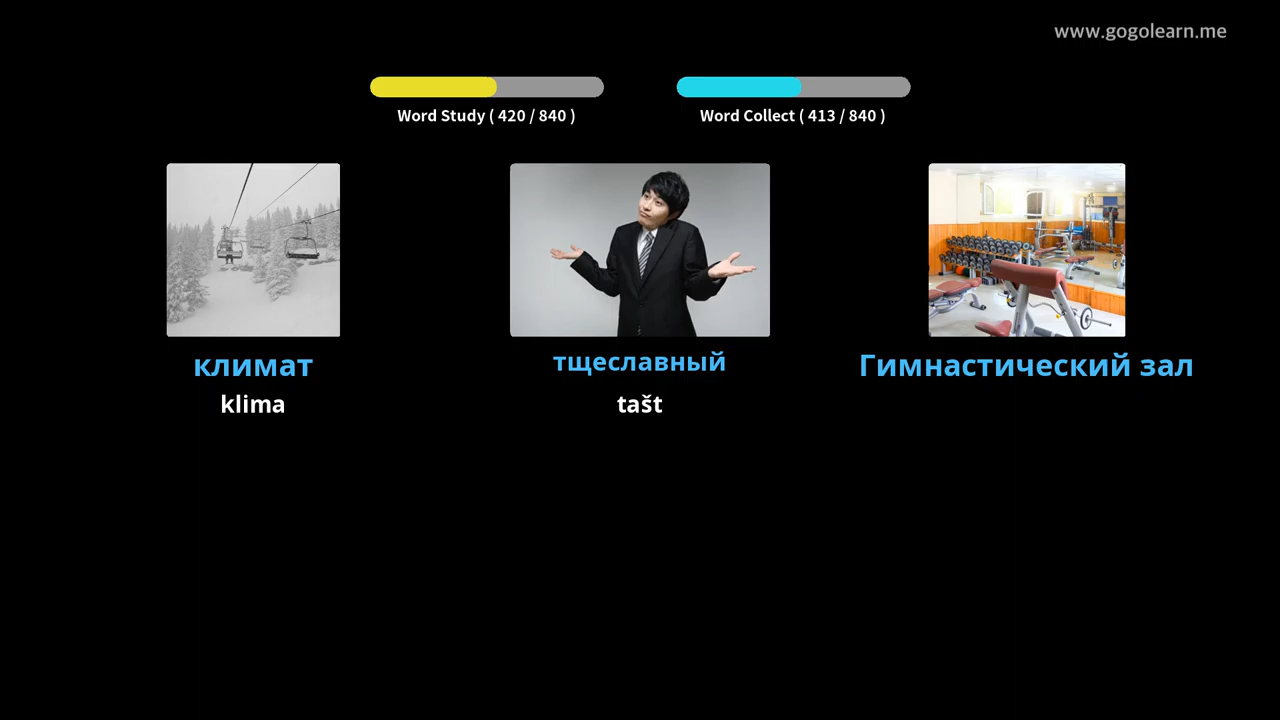 www.gogolearn.me
Word Study ( 420 / 840 )
Word Collect ( 413 / 840 )
климат
klima
тщеславный
tašt
Гимнастический зал